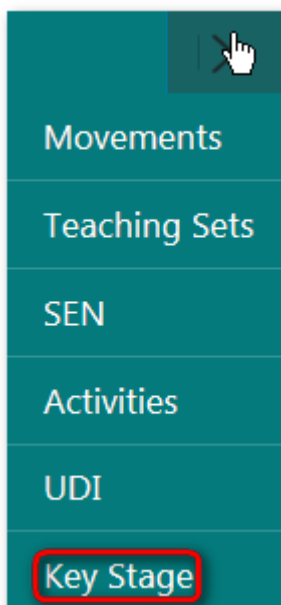 Movements
Teaching Sets
SEN
Activities
UDI
Key Stage